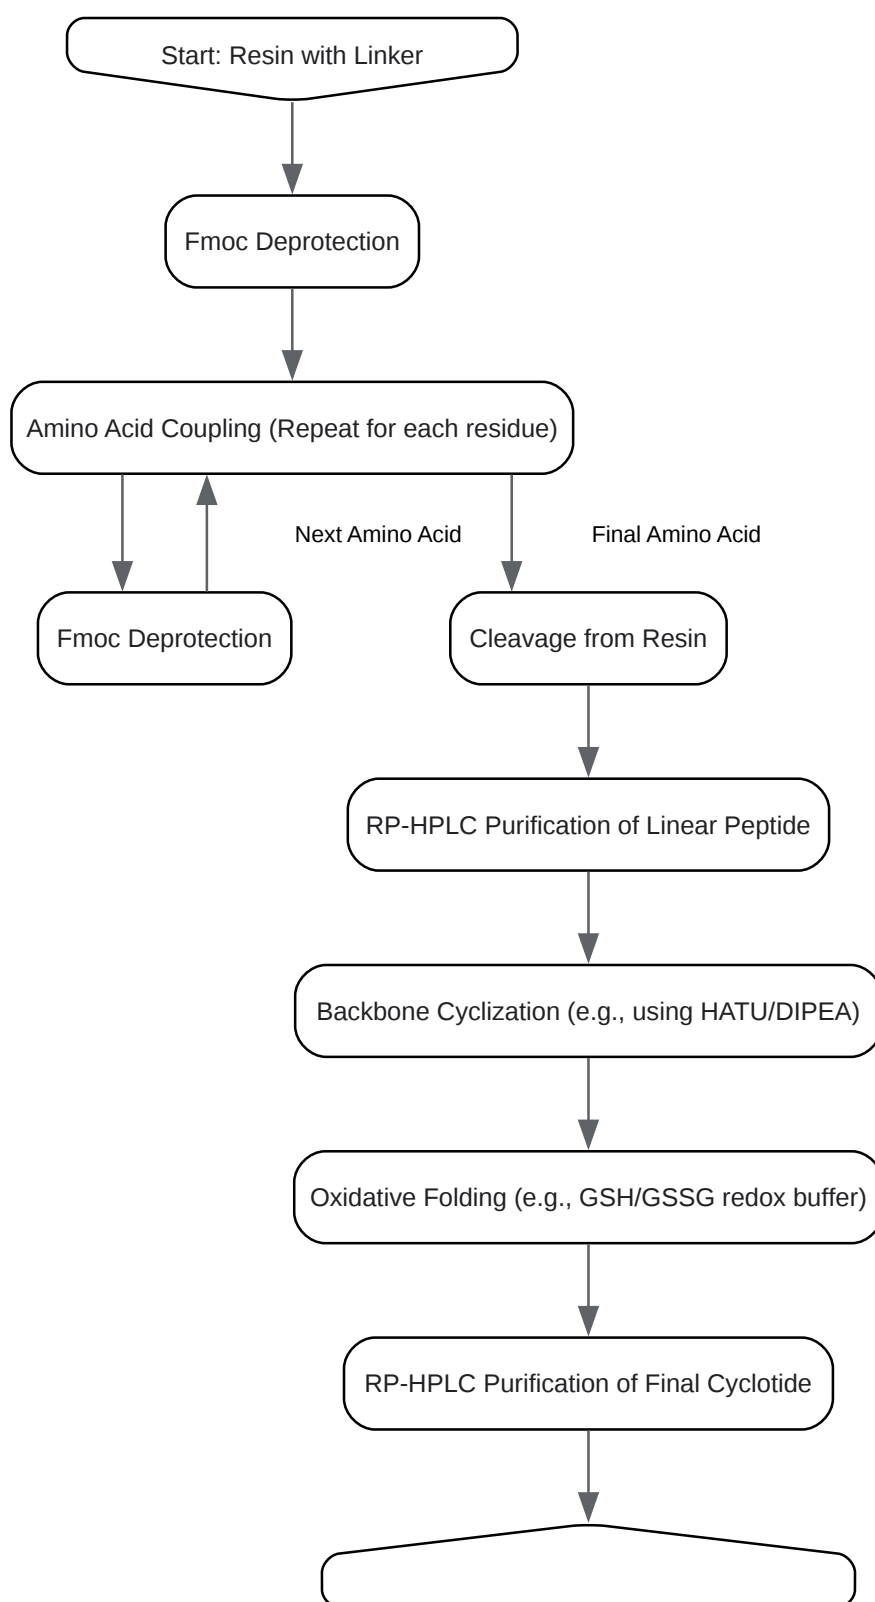 Start: Resin with Linker
Fmoc Deprotection
Amino Acid Coupling (Repeat for each residue)
Next Amino Acid
Final Amino Acid
Fmoc Deprotection
Cleavage from Resin
RP-HPLC Purification of Linear Peptide
Backbone Cyclization (e.g., using HATU/DIPEA)
Oxidative Folding (e.g., GSH/GSSG redox buffer)
RP-HPLC Purification of Final Cyclotide